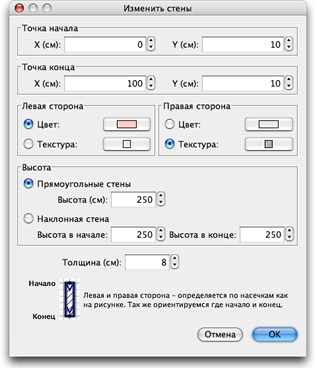 Изменить стены
Точка начала
X (см): 0 Y (см): 10
Точка конца
X (см): 100 Y (см): 10
Левая сторона Правая сторона
Цвет: Цвет:
Текстура: Текстура:
Высота
Прямоугольные стены
Высота (см): 250
Наклонная стена
Высота в начале: 250 Высота в конце: 250
Толщина (см): 8
Начало
Левая и правая сторона - определяется по насечкам как
на рисунке. Так же ориентируемся где начало и конец.
Конец
Отмена OK